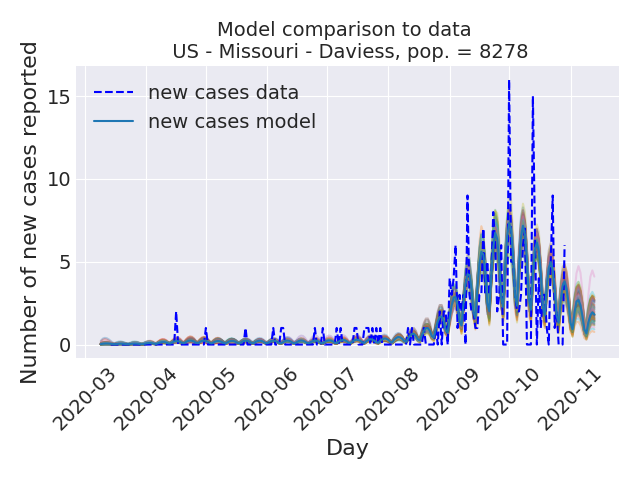 Model comparison to data
US - Missouri - Daviess, pop. = 8278
Number of new cases reported
new cases data
new cases model
15
10
5
0
2020-03
2020-04
2020-05
2020-06
2020-07
2020-08
2020-09
2020-10
2020-11
Day